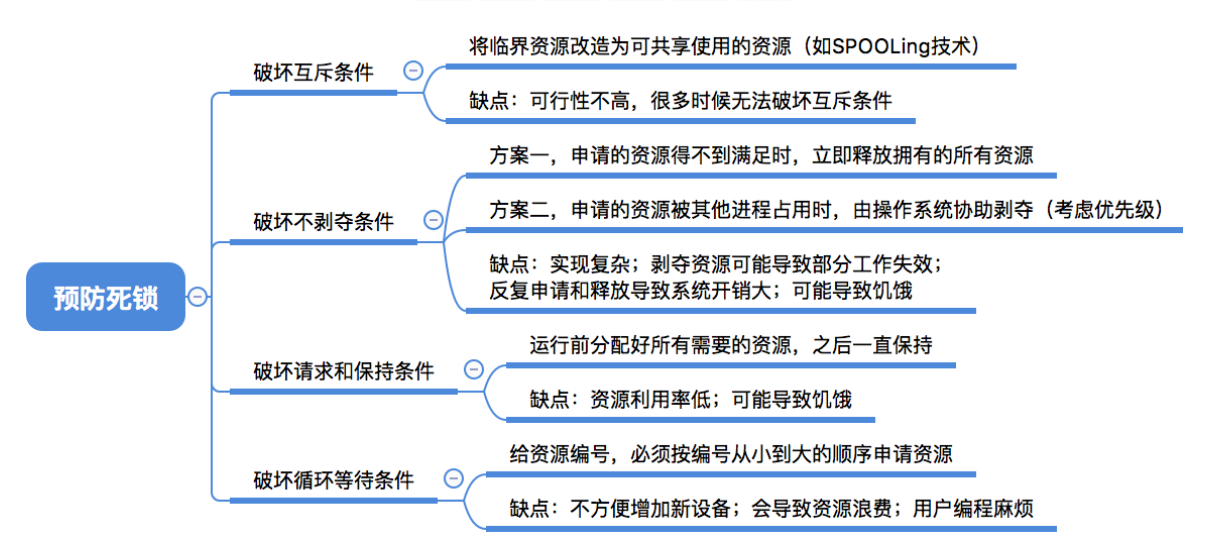 预防死锁
破坏互斥条件
将临界资源改造为可共享使用的资源（如SPOOLing技术）
缺点：可行性不高，很多时候无法破坏互斥条件
破坏不剥夺条件
方案一，申请的资源得不到满足时，立即释放拥有的所有资源
方案二，申请的资源被其他进程占用时，由操作系统协助剥夺（考虑优先级）
缺点：实现复杂；剥夺资源可能导致部分工作失效；
反复申请和释放导致系统开销大；可能导致饥饿
破坏请求和保持条件
运行前分配好所有需要的资源，之后一直保持
缺点：资源利用率低；可能导致饥饿
破坏循环等待条件
给资源编号，必须按编号从小到大的顺序申请资源
缺点：不方便增加新设备；会导致资源浪费；用户编程麻烦